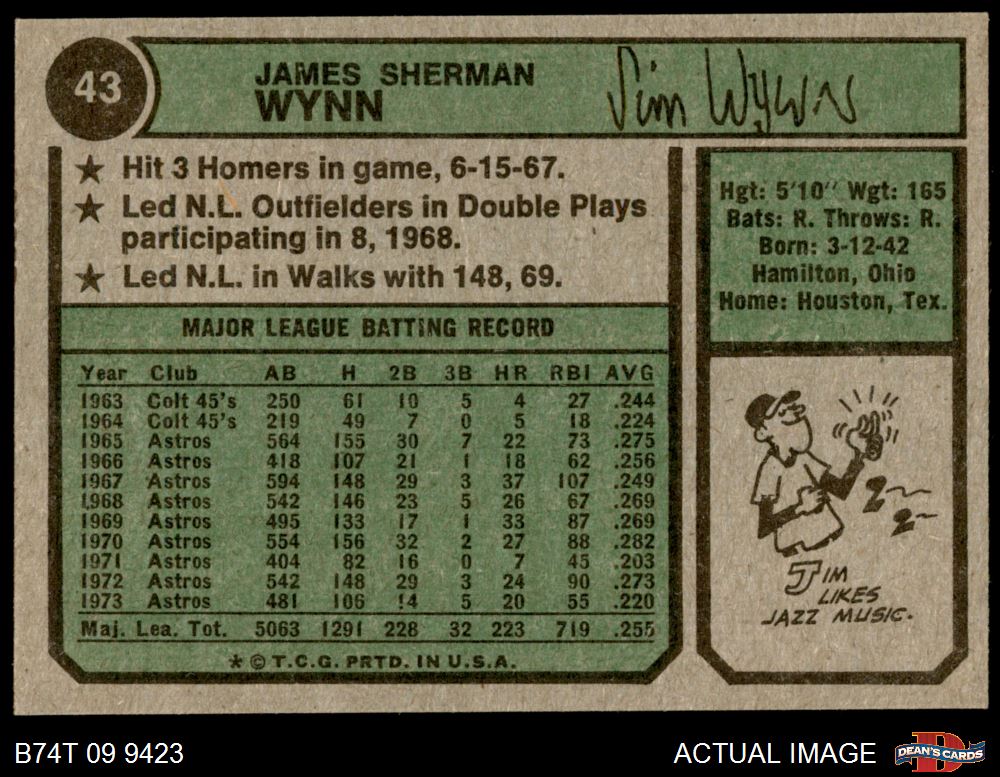 43
JAMES SHERMAN
WYNN
Jim Wynn
★ Hit 3 Homers in game, 6-15-67.
★ Led N.L. Outfielders in Double Plays
participating in 8, 1968.
★ Led N.L. in Walks with 148, 69.
Hgt: 5'10" Wgt: 165
Bats: R. Throws: R.
Born: 3-12-42
Hamilton, Ohio
Home: Houston, Tex.
MAJOR LEAGUE BATTING RECORD
Year Club AB H 2B 3B HR RBI AVG
1963 Colt 45's 250 61 10 5 4 27 .244
1964 Colt 45's 219 49 7 0 5 18 .224
1965 Astros 564 155 30 7 22 73 .275
1966 Astros 418 107 21 1 18 62 .256
1967 Astros 594 148 29 3 37 107 .249
1968 Astros 542 146 23 5 26 67 .269
1969 Astros 495 133 17 1 33 87 .269
1970 Astros 554 156 32 2 27 88 .282
1971 Astros 404 82 16 0 7 45 .203
1972 Astros 542 148 29 3 24 90 .273
1973 Astros 481 106 14 5 20 55 .220
Maj. Lea. Tot. 5063 1291 228 32 223 719 .255
★ © T.C.G. PRTD. IN U.S.A.
JIM
LIKES
JAZZ MUSIC.
B74T 09 9423
ACTUAL IMAGE
DEAN'S CARDS